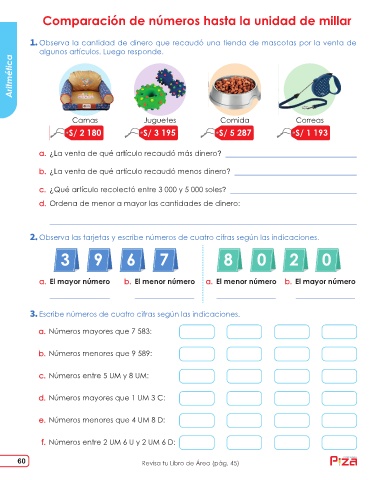 Comparación de números hasta la unidad de millar
Aritmética
1. Observa la cantidad de dinero que recaudó una tienda de mascotas por la venta de
algunos artículos. Luego responde.
Camas Juguetes Comida Correas
S/ 2 180 S/ 3 195 S/ 5 287 S/ 1 193
a. ¿La venta de qué artículo recaudó más dinero?
b. ¿La venta de qué artículo recaudó menos dinero?
c. ¿Qué artículo recolectó entre 3 000 y 5 000 soles?
d. Ordena de menor a mayor las cantidades de dinero:
2. Observa las tarjetas y escribe números de cuatro cifras según las indicaciones.
3 9 6 7 8 0 2 0
a. El mayor número b. El menor número a. El menor número b. El mayor número
3. Escribe números de cuatro cifras según las indicaciones.
a. Números mayores que 7 583:
b. Números menores que 9 589:
c. Números entre 5 UM y 8 UM:
d. Números mayores que 1 UM 3 C:
e. Números menores que 4 UM 8 D:
f. Números entre 2 UM 6 U y 2 UM 6 D:
60
Revisa tu Libro de Área (pág. 45)